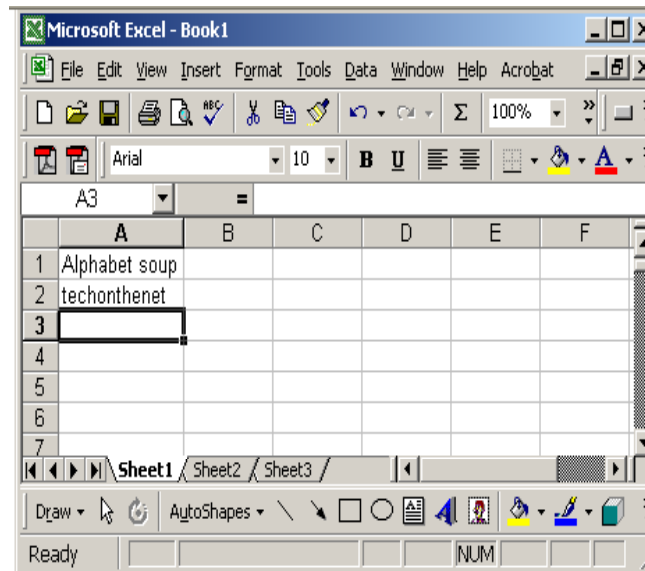 Microsoft Excel - Book1
File Edit View Insert Format Tools Data Window Help Acrobat
ABC Σ 100% »
Arial 10 B U A
A3 =
A B C D E F
1 Alphabet soup
2 techonthenet
3
4
5
6
7
Sheet1 Sheet2 Sheet3
Draw AutoShapes A
Ready NUM